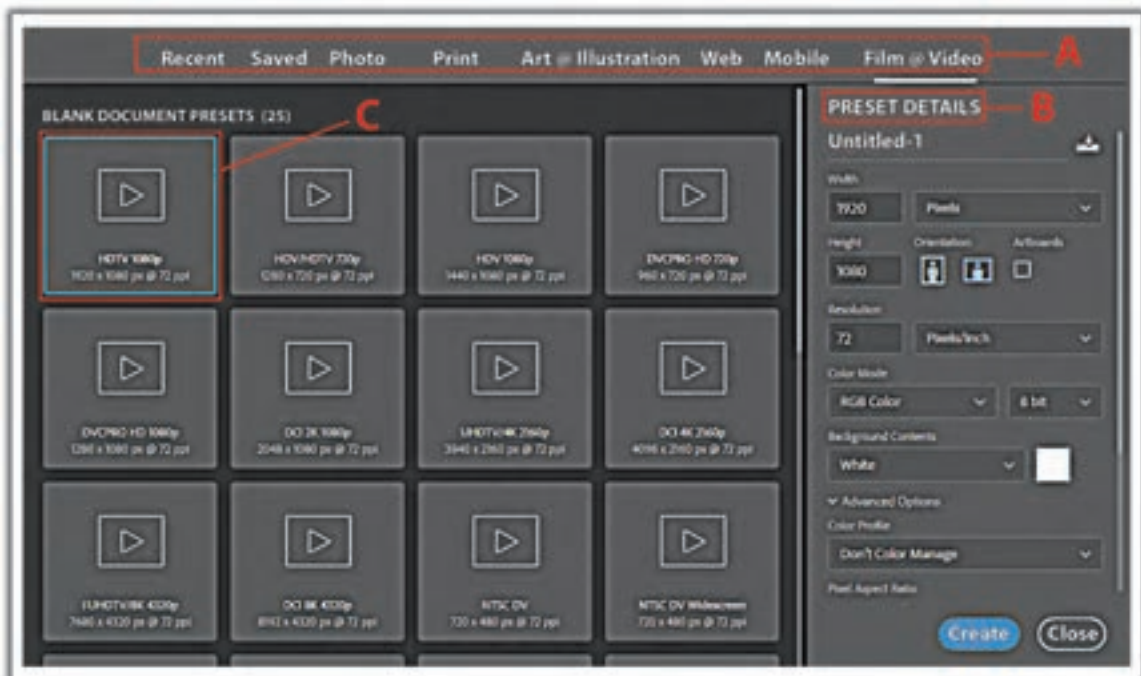 Recent Saved Photo Print Art @ Illustration Web Mobile Film @ Video A
BLANK DOCUMENT PRESETS (25)
C
HDTV 1080p
1920 x 1080 px @ 72 ppi
HDV/HDTV 720p
1280 x 720 px @ 72 ppi
HDV 1080p
1440 x 1080 px @ 72 ppi
DVCPRO HD 720p
960 x 720 px @ 72 ppi
DVCPRO HD 1080p
1280 x 1080 px @ 72 ppi
DCI 2K 1080p
2048 x 1080 px @ 72 ppi
UHDTV/4K 2160p
3840 x 2160 px @ 72 ppi
DCI 4K 2160p
4096 x 2160 px @ 72 ppi
FUHDTV/8K 4320p
7680 x 4320 px @ 72 ppi
DCI 8K 4320p
8192 x 4320 px @ 72 ppi
NTSC DV
720 x 480 px @ 72 ppi
NTSC DV Widescreen
720 x 480 px @ 72 ppi
PRESET DETAILS B
Untitled-1
Width
1920 Pixels
Height Orientation Artboards
1080
Resolution
72 Pixels/Inch
Color Mode
RGB Color 8 bit
Background Contents
White
Advanced Options
Color Profile
Don't Color Manage
Pixel Aspect Ratio
Create Close